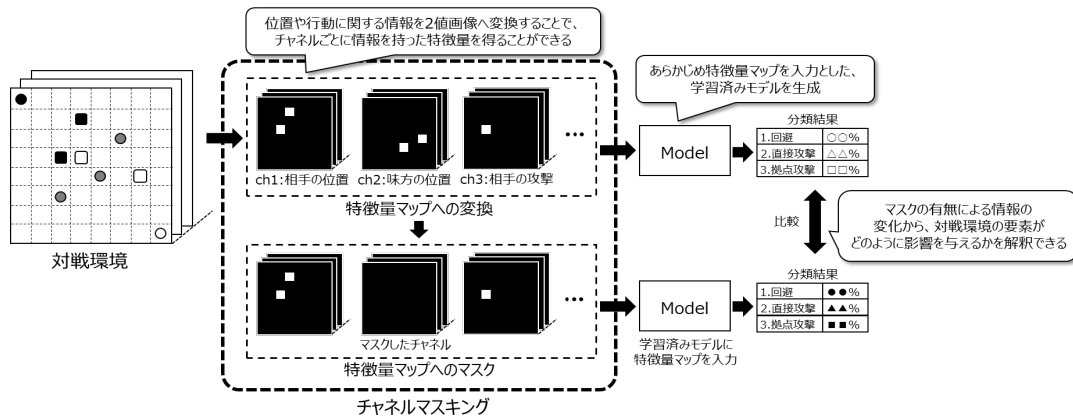 位置や行動に関する情報を2値画像へ変換することで、
チャネルごとに情報を持った特徴量を得ることができる
あらかじめ特徴量マップを入力とした、
学習済みモデルを生成
ch1:相手の位置
ch2:味方の位置
ch3:相手の攻撃
…
特徴量マップへの変換
対戦環境
Model
分類結果
1.回避 ○○%
2.直接攻撃 △△%
3.拠点攻撃 □□%
比較
マスクの有無による情報の
変化から、対戦環境の要素が
どのように影響を与えるかを解釈できる
マスクしたチャネル
…
特徴量マップへのマスク
チャネルマスキング
Model
学習済みモデルに
特徴量マップを入力
分類結果
1.回避 ●●%
2.直接攻撃 ▲▲%
3.拠点攻撃 ■■%